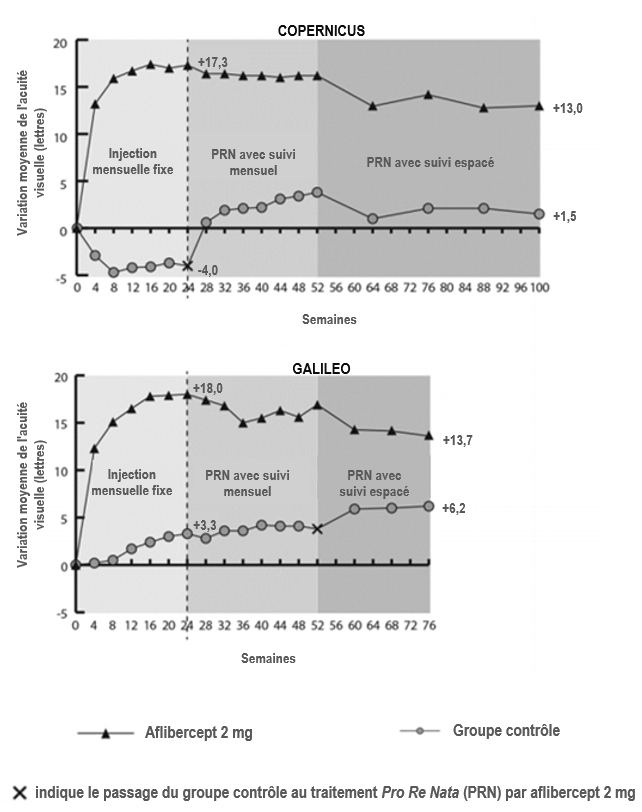 COPERNICUS
Variation moyenne de l'acuité
visuelle (lettres)
20
15
10
5
0
-5
+17,3
-4,0
+13,0
+1,5
Injection
mensuelle fixe
PRN avec suivi
mensuel
PRN avec suivi espacé
0 4 8 12 16 20 24 28 32 36 40 44 48 52 56 60 64 68 72 76 80 84 88 92 96 100
Semaines
GALILEO
Variation moyenne de l'acuité
visuelle (lettres)
20
15
10
5
0
-5
+18,0
+3,3
+13,7
+6,2
Injection
mensuelle fixe
PRN avec suivi
mensuel
PRN avec
suivi espacé
0 4 8 12 16 20 24 28 32 36 40 44 48 52 56 60 64 68 72 76
Semaines
Aflibercept 2 mg
Groupe contrôle
indique le passage du groupe contrôle au traitement Pro Re Nata (PRN) par aflibercept 2 mg